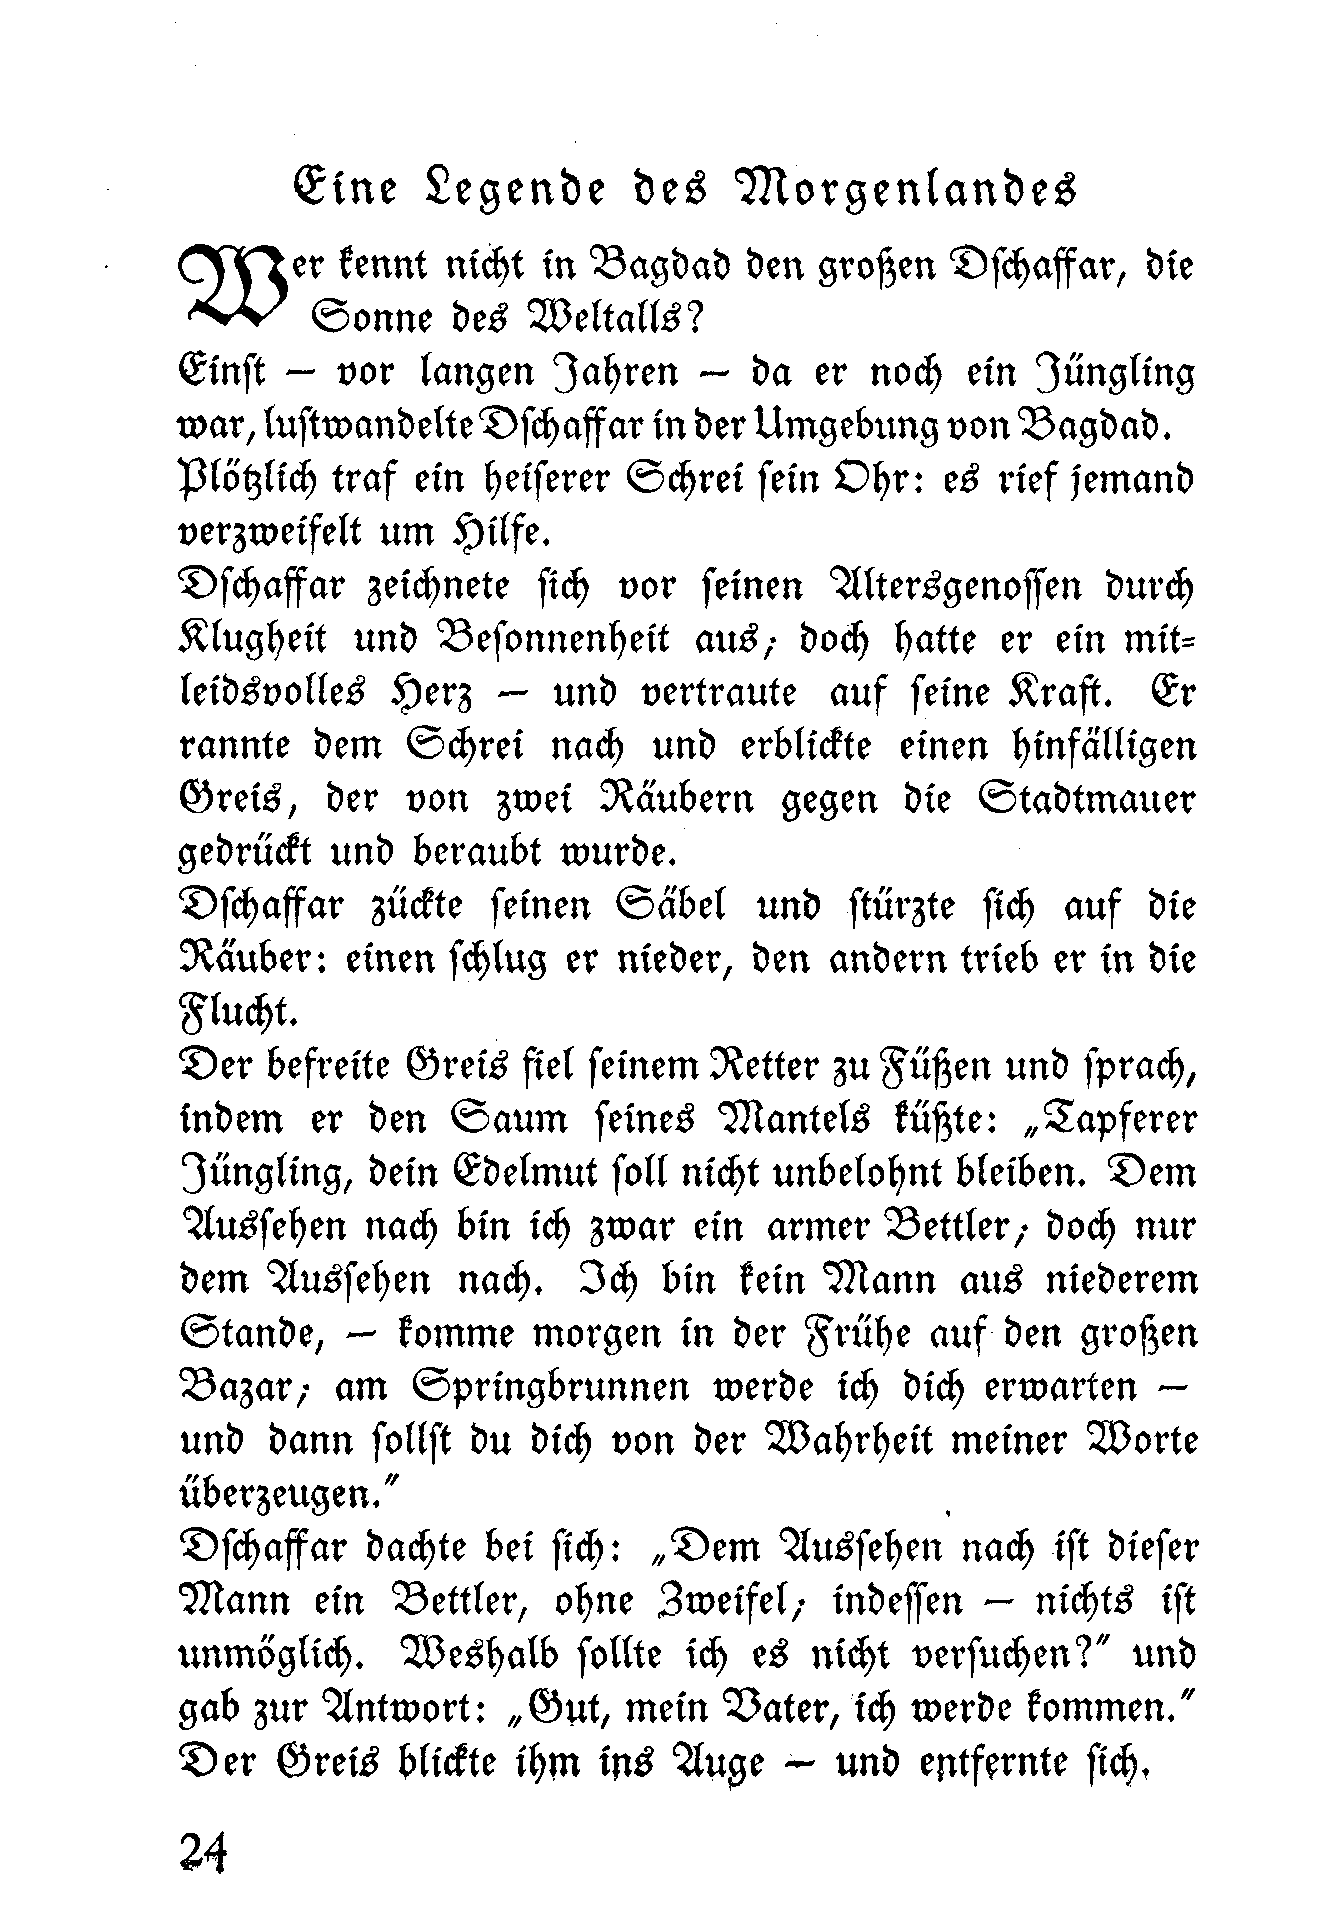 Eine Legende des Morgenlandes
Wer kennt nicht in Bagdad den großen Dschaffar, die
Sonne des Weltalls?
Einst — vor langen Jahren — da er noch ein Jüngling
war, lustwandelte Dschaffar in der Umgebung von Bagdad.
Plötzlich traf ein heiserer Schrei sein Ohr: es rief jemand
verzweifelt um Hilfe.
Dschaffar zeichnete sich vor seinen Altersgenossen durch
Klugheit und Besonnenheit aus; doch hatte er ein mit-
leidsvolles Herz — und vertraute auf seine Kraft. Er
rannte dem Schrei nach und erblickte einen hinfälligen
Greis, der von zwei Räubern gegen die Stadtmauer
gedrückt und beraubt wurde.
Dschaffar zückte seinen Säbel und stürzte sich auf die
Räuber: einen schlug er nieder, den andern trieb er in die
Flucht.
Der befreite Greis fiel seinem Retter zu Füßen und sprach,
indem er den Saum seines Mantels küßte: „Tapferer
Jüngling, dein Edelmut soll nicht unbelohnt bleiben. Dem
Aussehen nach bin ich zwar ein armer Bettler; doch nur
dem Aussehen nach. Ich bin kein Mann aus niederem
Stande, — komme morgen in der Frühe auf den großen
Bazar; am Springbrunnen werde ich dich erwarten —
und dann sollst du dich von der Wahrheit meiner Worte
überzeugen.“
Dschaffar dachte bei sich: „Dem Aussehen nach ist dieser
Mann ein Bettler, ohne Zweifel; indessen — nichts ist
unmöglich. Weshalb sollte ich es nicht versuchen?“ und
gab zur Antwort: „Gut, mein Vater, ich werde kommen.“
Der Greis blickte ihm ins Auge — und entfernte sich.
24